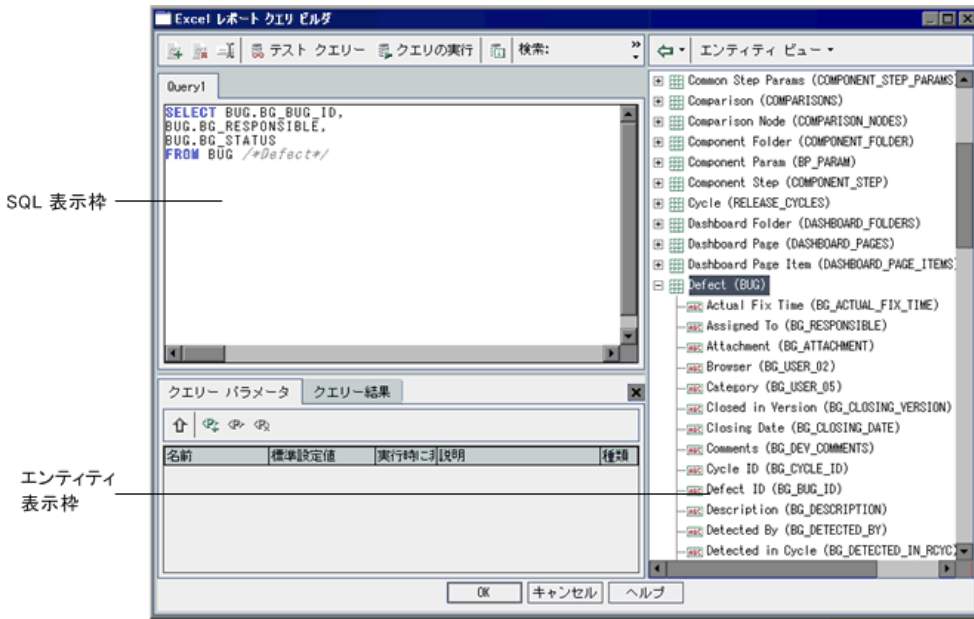 Excel レポート クエリ ビルダ
テスト クエリー クエリの実行 検索: »
エンティティ ビュー
Query1
SELECT BUG.BG_BUG_ID,
BUG.BG_RESPONSIBLE,
BUG.BG_STATUS
FROM BUG /*Defect*/
SQL 表示枠
クエリー パラメータ クエリー結果
名前 標準設定値 実行時に 説明 種類
エンティティ
表示枠
Common Step Params (COMPONENT_STEP_PARAMS)
Comparison (COMPARISONS)
Comparison Node (COMPARISON_NODES)
Component Folder (COMPONENT_FOLDER)
Component Param (BP_PARAM)
Component Step (COMPONENT_STEP)
Cycle (RELEASE_CYCLES)
Dashboard Folder (DASHBOARD_FOLDERS)
Dashboard Page (DASHBOARD_PAGES)
Dashboard Page Item (DASHBOARD_PAGE_ITEMS)
Defect (BUG)
Actual Fix Time (BG_ACTUAL_FIX_TIME)
Assigned To (BG_RESPONSIBLE)
Attachment (BG_ATTACHMENT)
Browser (BG_USER_02)
Category (BG_USER_05)
Closed in Version (BG_CLOSING_VERSION)
Closing Date (BG_CLOSING_DATE)
Comments (BG_DEV_COMMENTS)
Cycle ID (BG_CYCLE_ID)
Defect ID (BG_BUG_ID)
Description (BG_DESCRIPTION)
Detected By (BG_DETECTED_BY)
Detected in Cycle (BG_DETECTED_IN_RCYC)
OK キャンセル ヘルプ